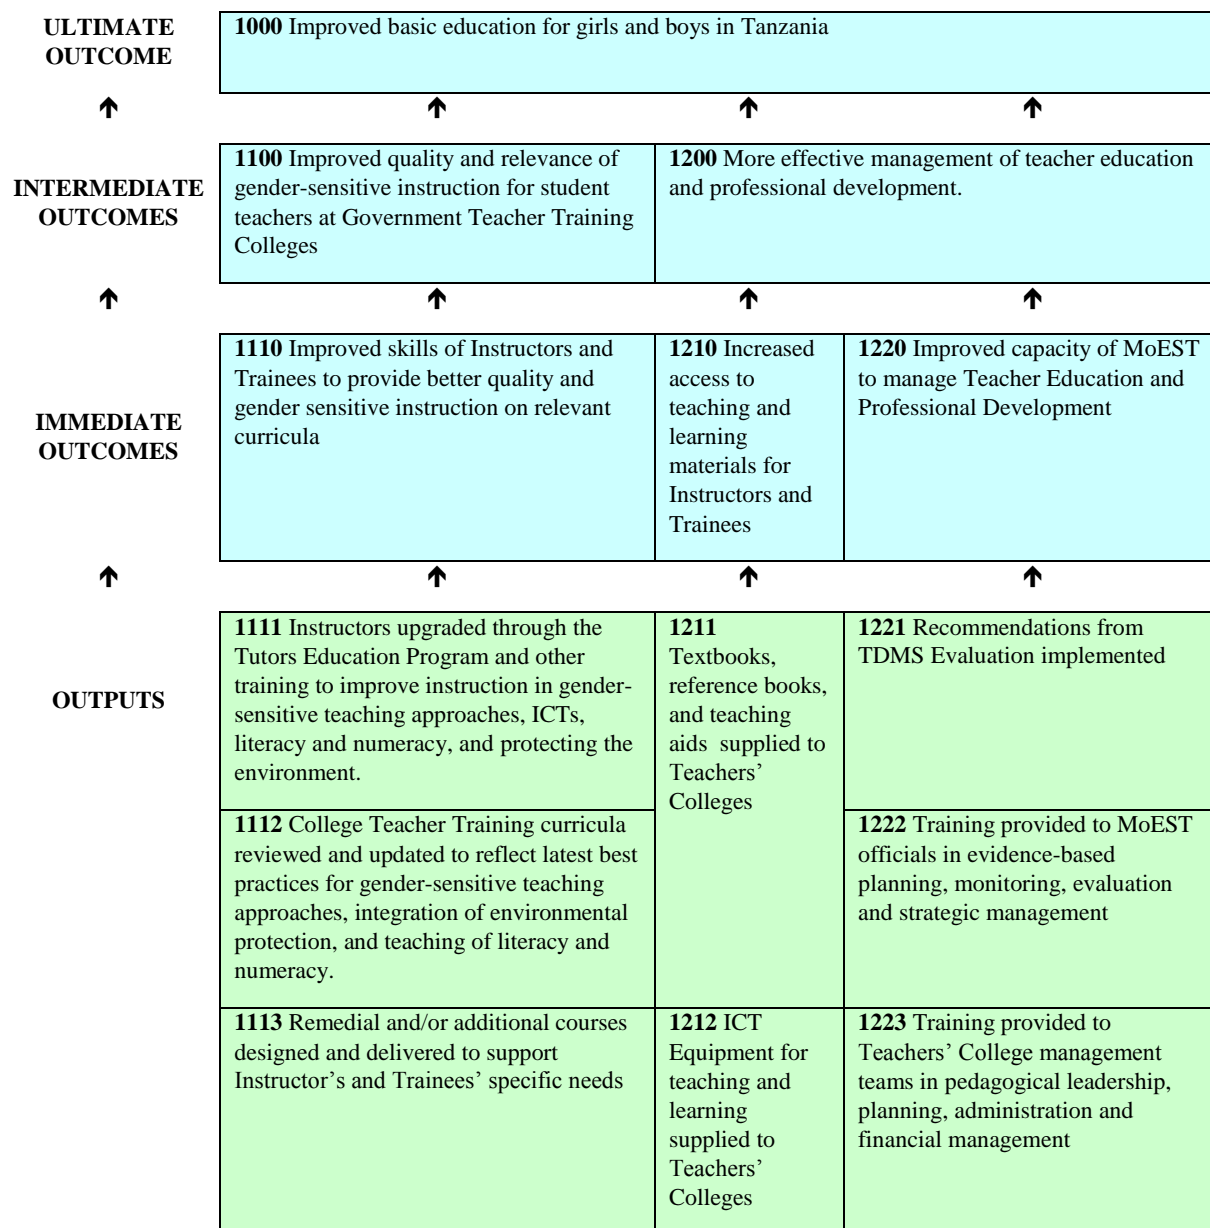 ULTIMATE
OUTCOME
1000 Improved basic education for girls and boys in Tanzania
INTERMEDIATE
OUTCOMES
1100 Improved quality and relevance of
gender-sensitive instruction for student
teachers at Government Teacher Training
Colleges
1200 More effective management of teacher education
and professional development.
IMMEDIATE
OUTCOMES
1110 Improved skills of Instructors and
Trainees to provide better quality and
gender sensitive instruction on relevant
curricula
1210 Increased
access to
teaching and
learning
materials for
Instructors and
Trainees
1220 Improved capacity of MoEST
to manage Teacher Education and
Professional Development
OUTPUTS
1111 Instructors upgraded through the
Tutors Education Program and other
training to improve instruction in gender-
sensitive teaching approaches, ICTs,
literacy and numeracy, and protecting the
environment.
1211
Textbooks,
reference books,
and teaching
aids  supplied to
Teachers’
Colleges
1221 Recommendations from
TDMS Evaluation implemented
1112 College Teacher Training curricula
reviewed and updated to reflect latest best
practices for gender-sensitive teaching
approaches, integration of environmental
protection, and teaching of literacy and
numeracy.
1222 Training provided to MoEST
officials in evidence-based
planning, monitoring, evaluation
and strategic management
1113 Remedial and/or additional courses
designed and delivered to support
Instructor’s and Trainees’ specific needs
1212 ICT
Equipment for
teaching and
learning
supplied to
Teachers’
Colleges
1223 Training provided to
Teachers’ College management
teams in pedagogical leadership,
planning, administration and
financial management